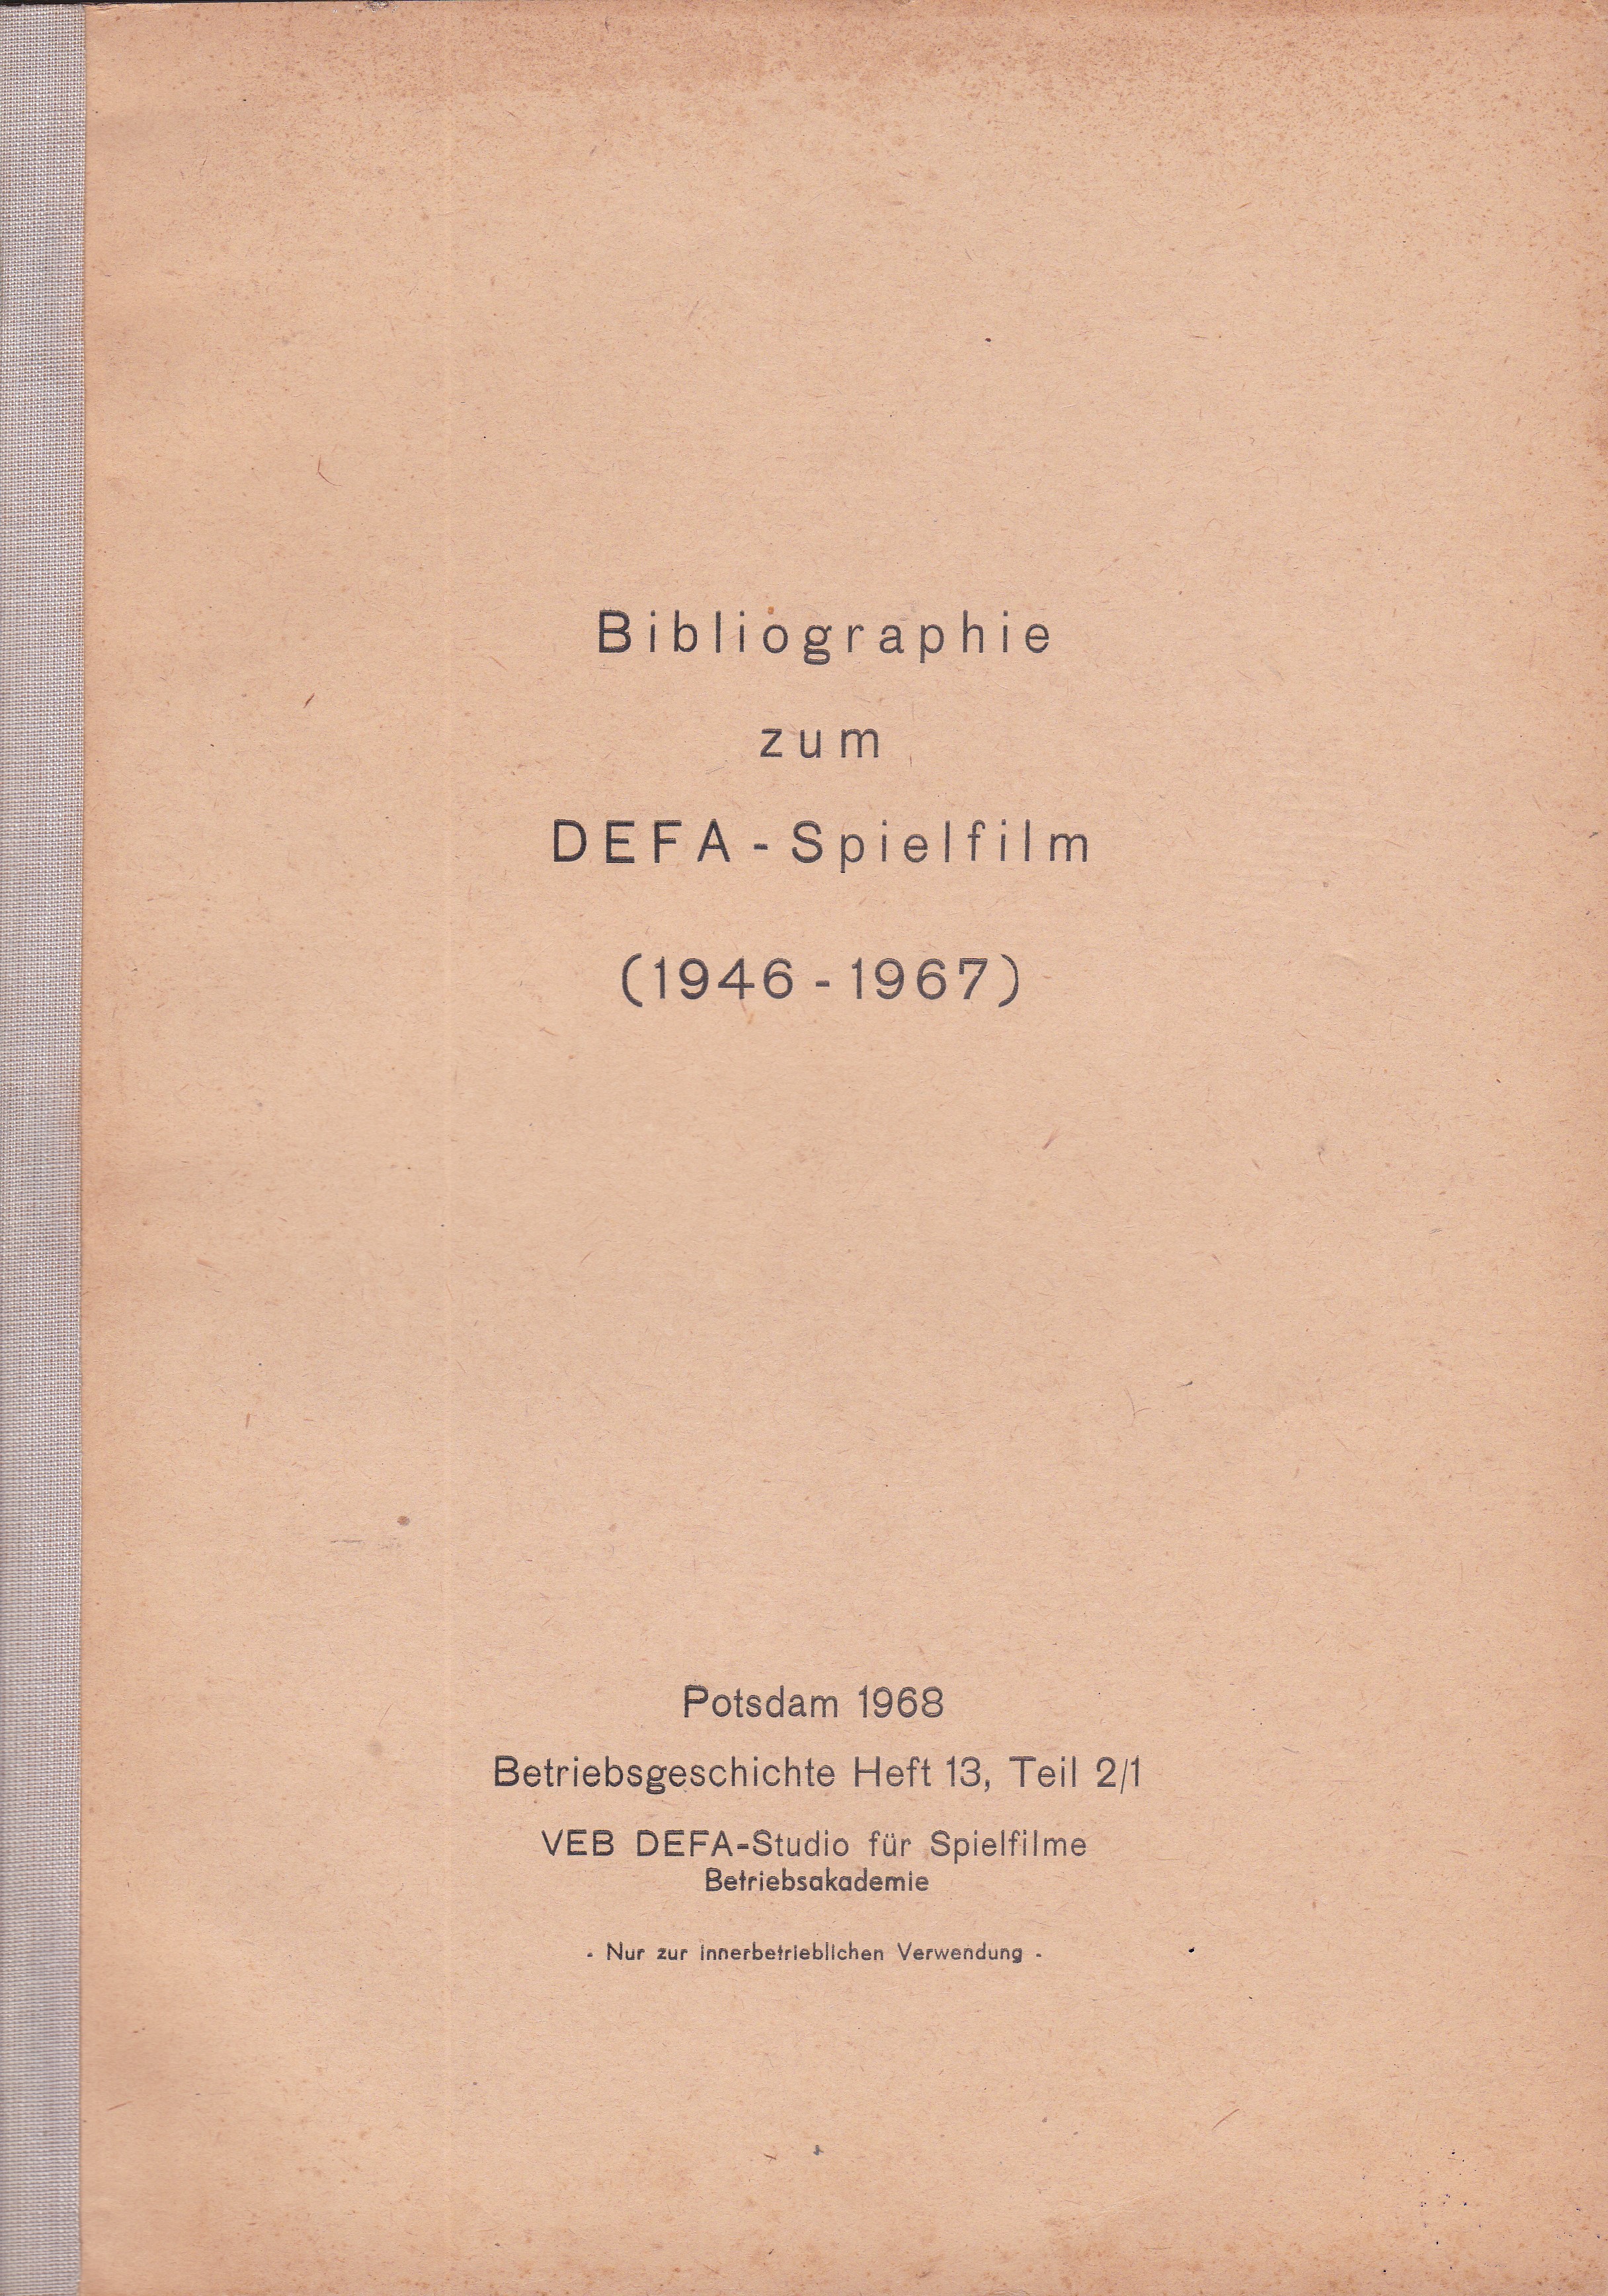 Bibliographie
zum
DEFA - Spielfilm
(1946 - 1967)
Potsdam 1968
Betriebsgeschichte Heft 13, Teil 2/1
VEB DEFA-Studio für Spielfilme
Betriebsakademie
- Nur zur innerbetrieblichen Verwendung -